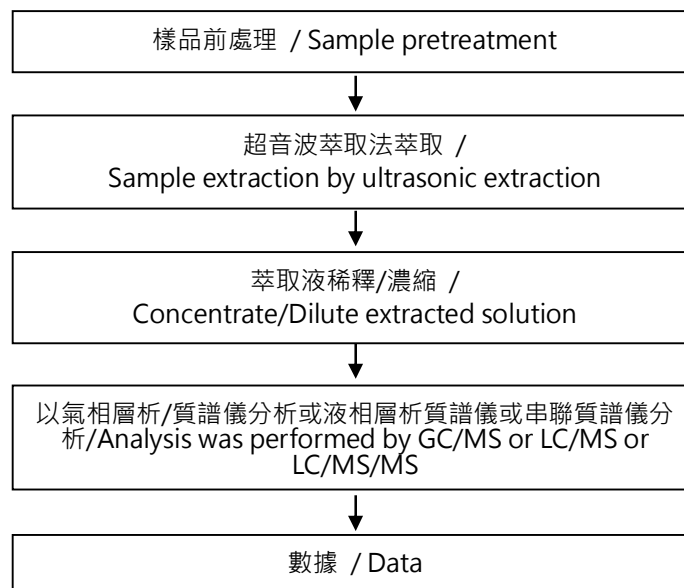 樣品前處理 / Sample pretreatment
超音波萃取法萃取 /
Sample extraction by ultrasonic extraction
萃取液稀釋/濃縮 /
Concentrate/Dilute extracted solution
以氣相層析/質譜儀分析或液相層析質譜儀或串聯質譜儀分
析/Analysis was performed by GC/MS or LC/MS or
LC/MS/MS
數據 / Data